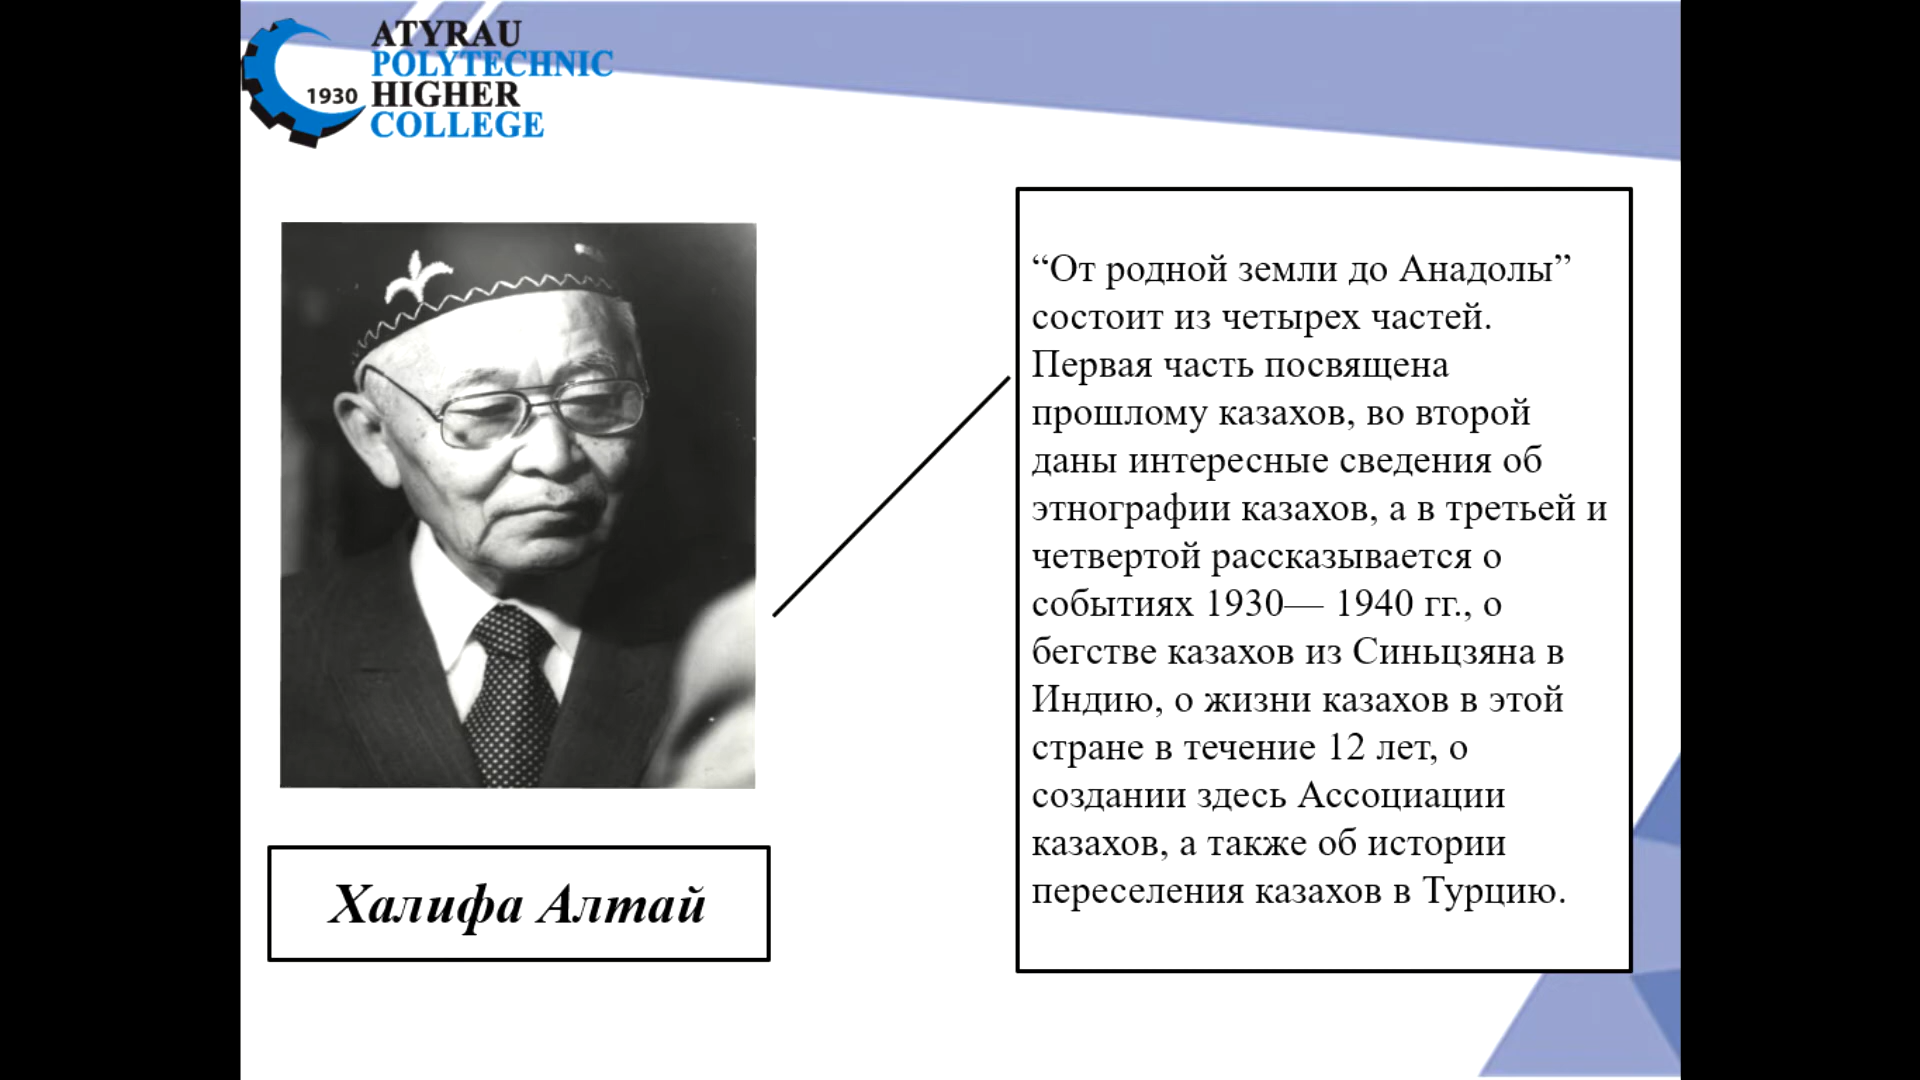 ATYRAU
POLYTECHNIC
1930 HIGHER
COLLEGE
“От родной земли до Анадолы”
состоит из четырех частей.
Первая часть посвящена
прошлому казахов, во второй
даны интересные сведения об
этнографии казахов, а в третьей и
четвертой рассказывается о
событиях 1930— 1940 гг., о
бегстве казахов из Синьцзяна в
Индию, о жизни казахов в этой
стране в течение 12 лет, о
создании здесь Ассоциации
казахов, а также об истории
переселения казахов в Турцию.
Халифа Алтай